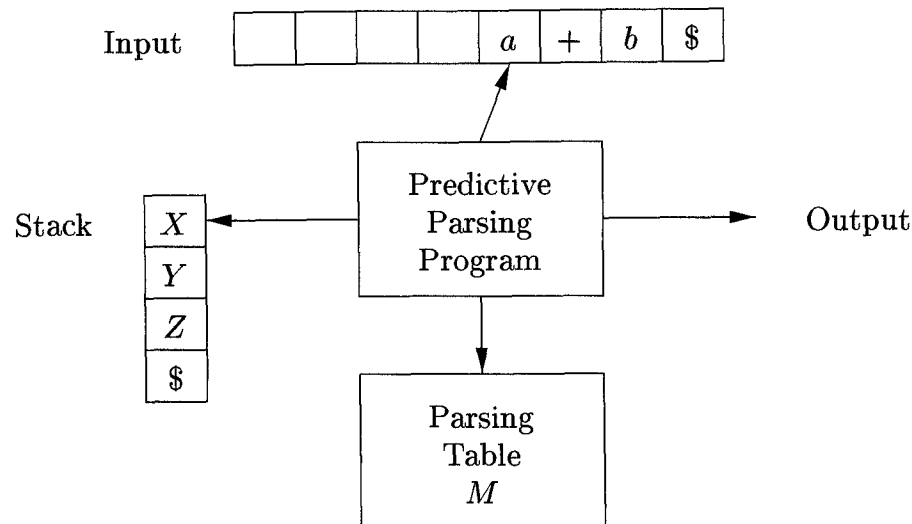 Input
a + b $
Predictive
Parsing
Program
Stack
X
Y
Z
$
Output
Parsing
Table
M